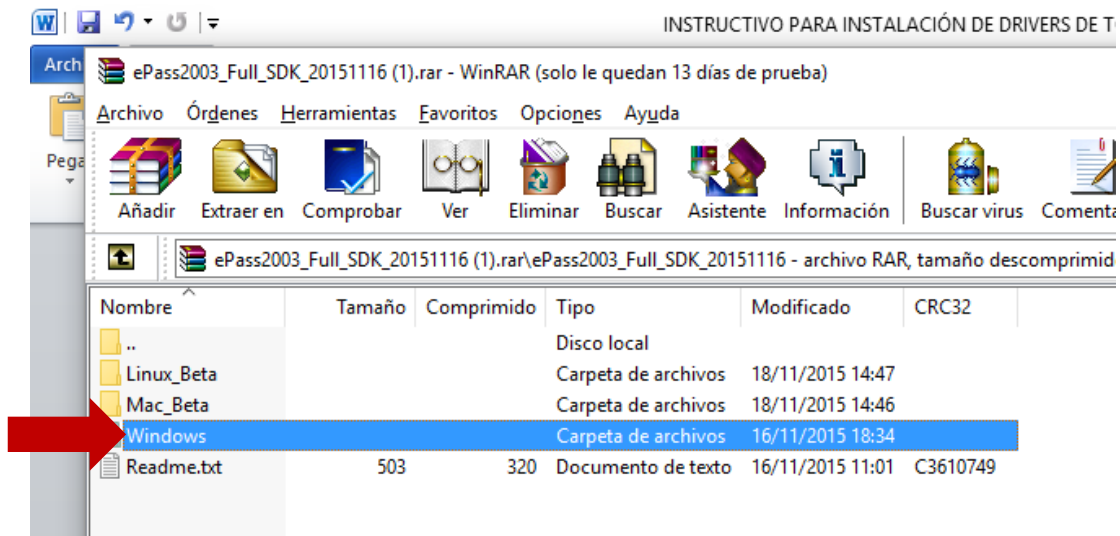 INSTRUCTIVO PARA INSTALACIÓN DE DRIVERS DE T
Arch
ePass2003_Full_SDK_20151116 (1).rar - WinRAR (solo le quedan 13 días de prueba)
Archivo Órdenes Herramientas Favoritos Opciones Ayuda
Pega
Añadir Extraer en Comprobar Ver Eliminar Buscar Asistente Información Buscar virus Comenta
ePass2003_Full_SDK_20151116 (1).rar\ePass2003_Full_SDK_20151116 - archivo RAR, tamaño descomprimid
Nombre Tamaño Comprimido Tipo Modificado CRC32
.. Disco local
Linux_Beta Carpeta de archivos 18/11/2015 14:47
Mac_Beta Carpeta de archivos 18/11/2015 14:46
Windows Carpeta de archivos 16/11/2015 18:34
Readme.txt 503 320 Documento de texto 16/11/2015 11:01 C3610749